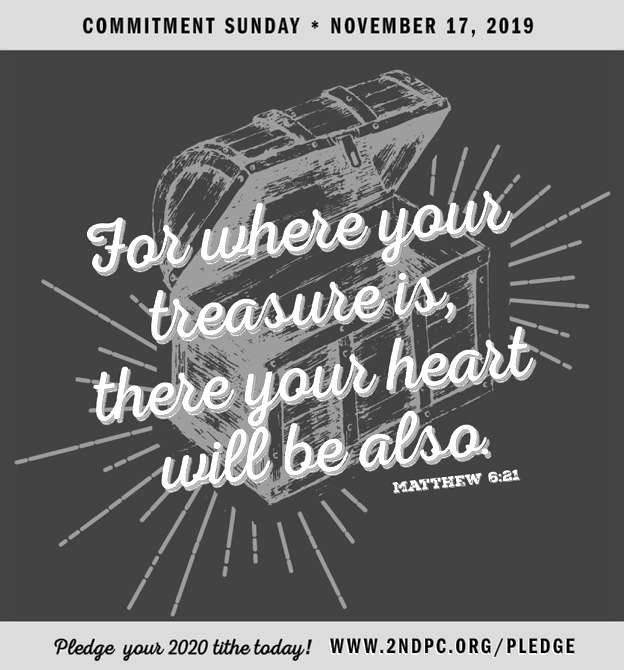 COMMITMENT SUNDAY * NOVEMBER 17, 2019
For where your
treasure is,
there your heart
will be also.
MATTHEW 6:21
Pledge your 2020 tithe today! WWW.2NDPC.ORG/PLEDGE